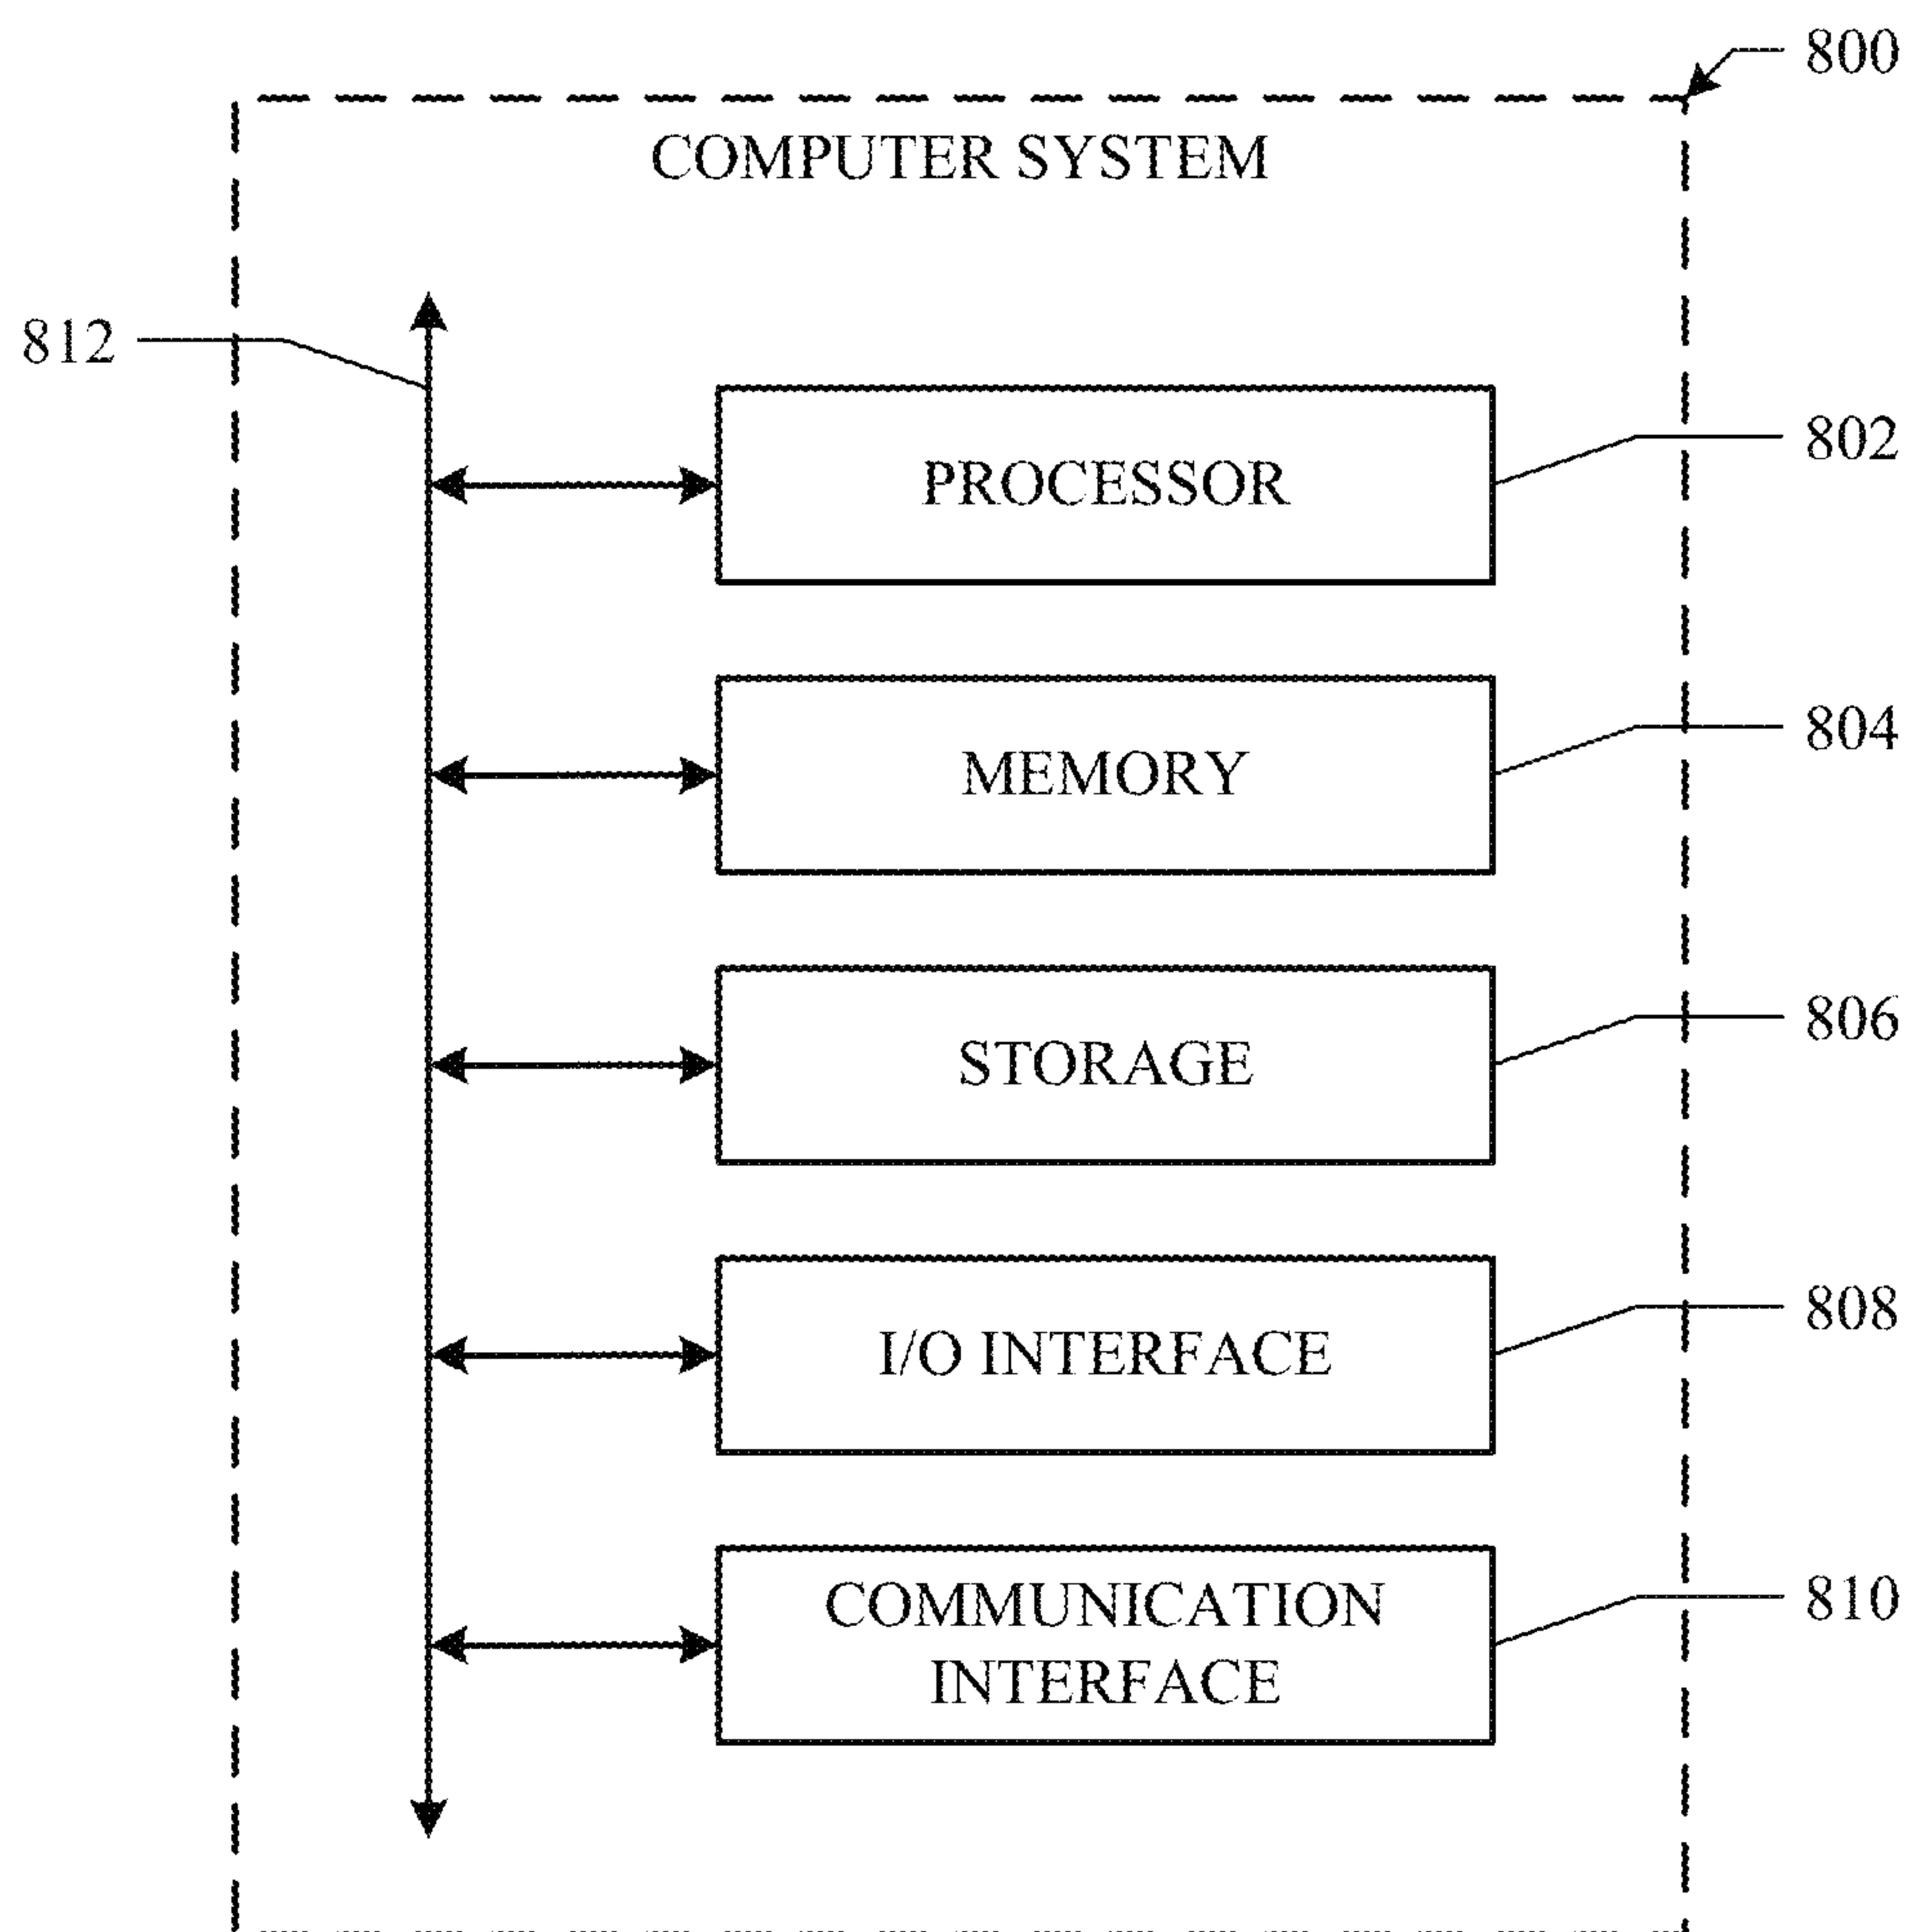 800
COMPUTER SYSTEM
812
802
PROCESSOR
804
MEMORY
806
STORAGE
808
I/O INTERFACE
810
COMMUNICATION
INTERFACE